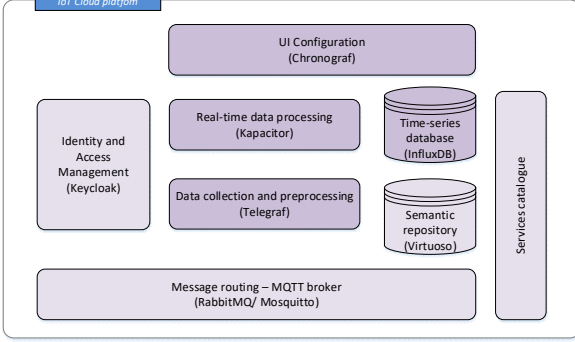 IoT Cloud platfom
UI Configuration
(Chronograf)
Real-time data processing
(Kapacitor)
Time-series
database
(InfluxDB)
Identity and
Access
Management
(Keycloak)
Data collection and preprocessing
(Telegraf)
Semantic
repository
(Virtuoso)
Services catalogue
Message routing – MQTT broker
(RabbitMQ/ Mosquitto)